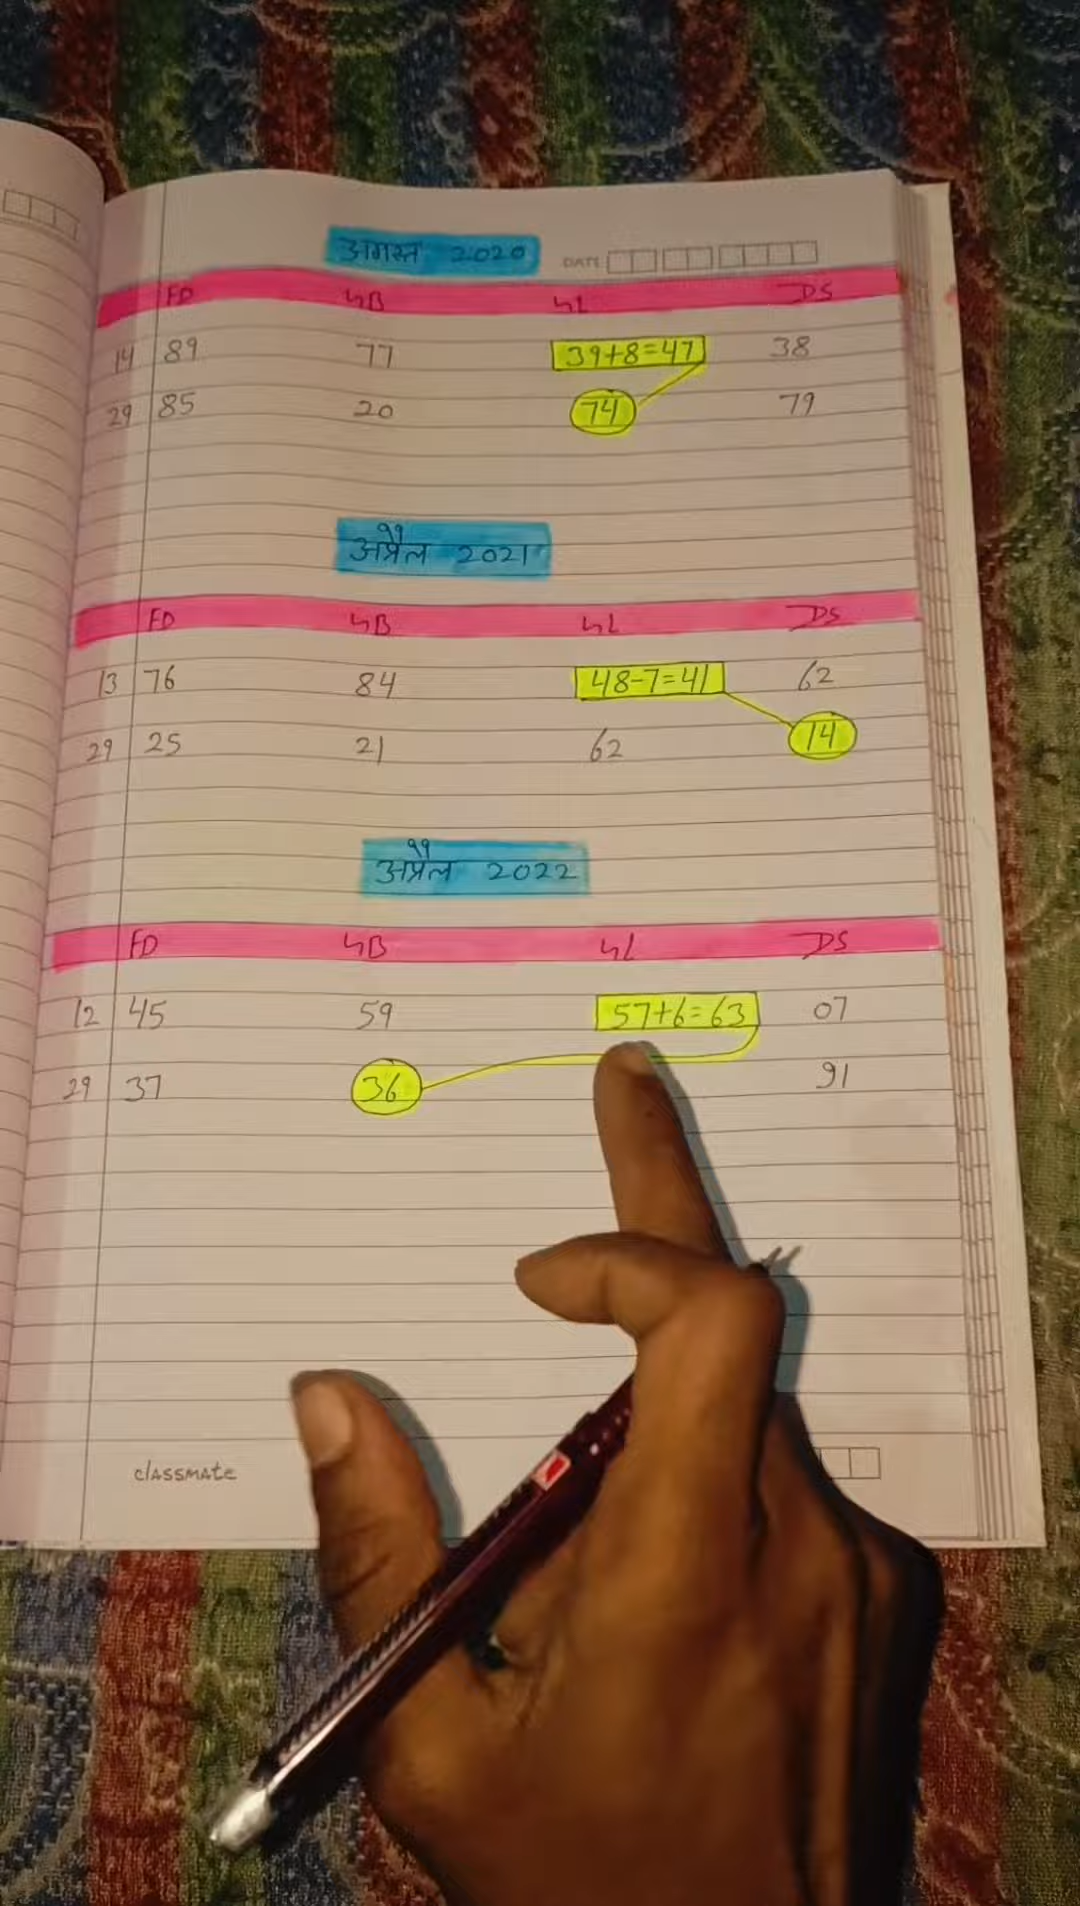 अगस्त 2020
DATE
FD GB GL DS
14 89 77 39+8=47 38
29 85 20 74 79
अप्रैल 2021
FD GB GL DS
13 76 84 48-7=41 62
29 25 21 62 14
अप्रैल 2022
FD GB GL DS
12 45 59 57+6=63 07
29 37 36 91
classmate